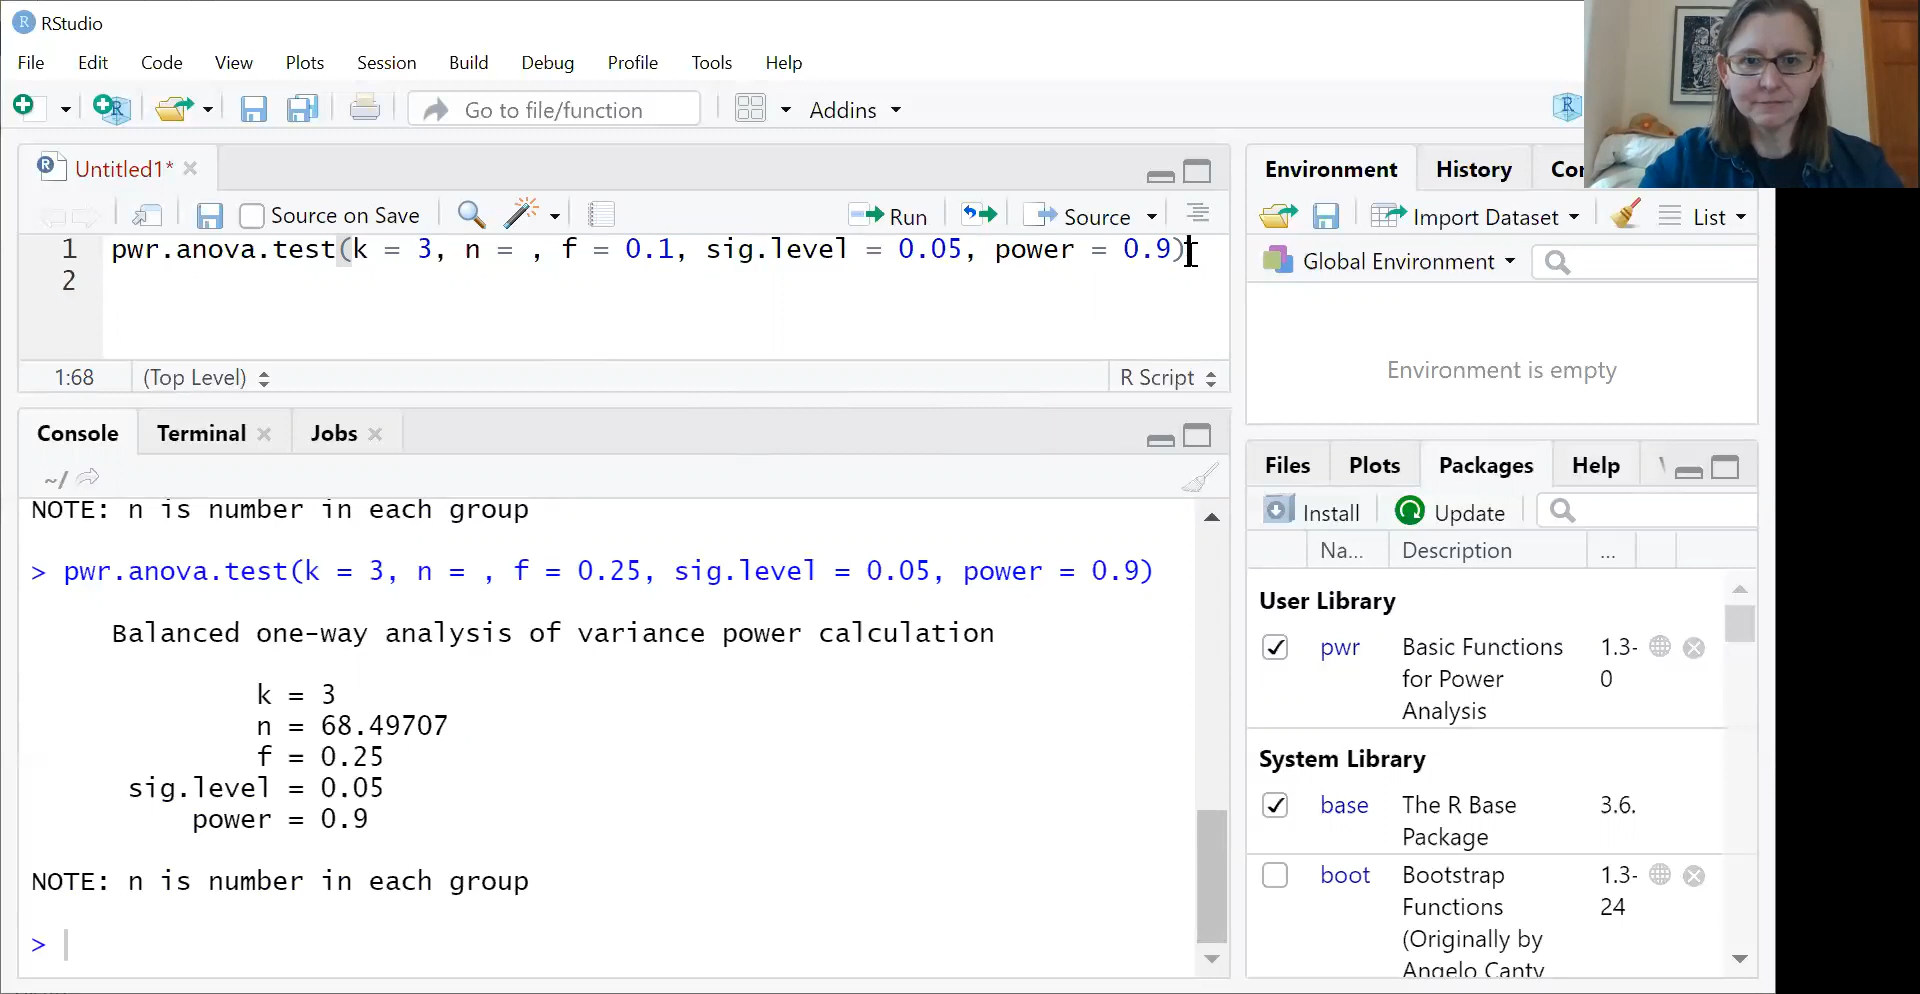 RStudio
File Edit Code View Plots Session Build Debug Profile Tools Help
Go to file/function Addins
Untitled1*
Source on Save Run Source
1 pwr.anova.test(k = 3, n = , f = 0.1, sig.level = 0.05, power = 0.9)
2
1:68 (Top Level) R Script
Console Terminal Jobs
~/
NOTE: n is number in each group
> pwr.anova.test(k = 3, n = , f = 0.25, sig.level = 0.05, power = 0.9)
Balanced one-way analysis of variance power calculation
k = 3
n = 68.49707
f = 0.25
sig.level = 0.05
power = 0.9
NOTE: n is number in each group
>
Environment History Cor
Import Dataset List
Global Environment
Environment is empty
Files Plots Packages Help
Install Update
Na... Description ...
User Library
pwr Basic Functions 1.3-
for Power 0
Analysis
System Library
base The R Base 3.6.
Package
boot Bootstrap 1.3-
Functions 24
(Originally by
Angelo Canty